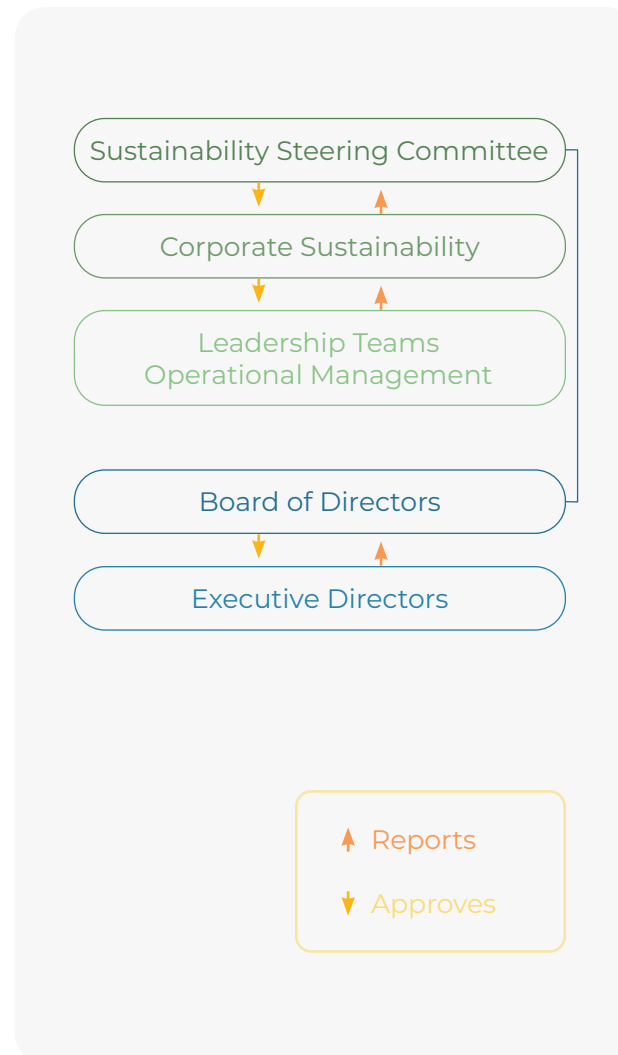 Sustainability Steering Committee
Corporate Sustainability
Leadership Teams
Operational Management
Board of Directors
Executive Directors
Reports
Approves